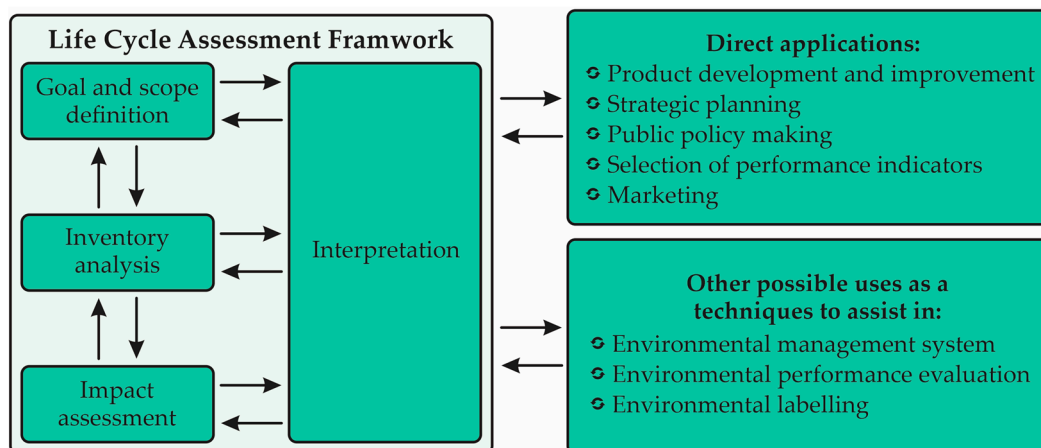 Life Cycle Assessment Framwork
Goal and scope
definition
Inventory
analysis
Impact
assessment
Interpretation
Direct applications:
Product development and improvement
Strategic planning
Public policy making
Selection of performance indicators
Marketing
Other possible uses as a
techniques to assist in:
Environmental management system
Environmental performance evaluation
Environmental labelling